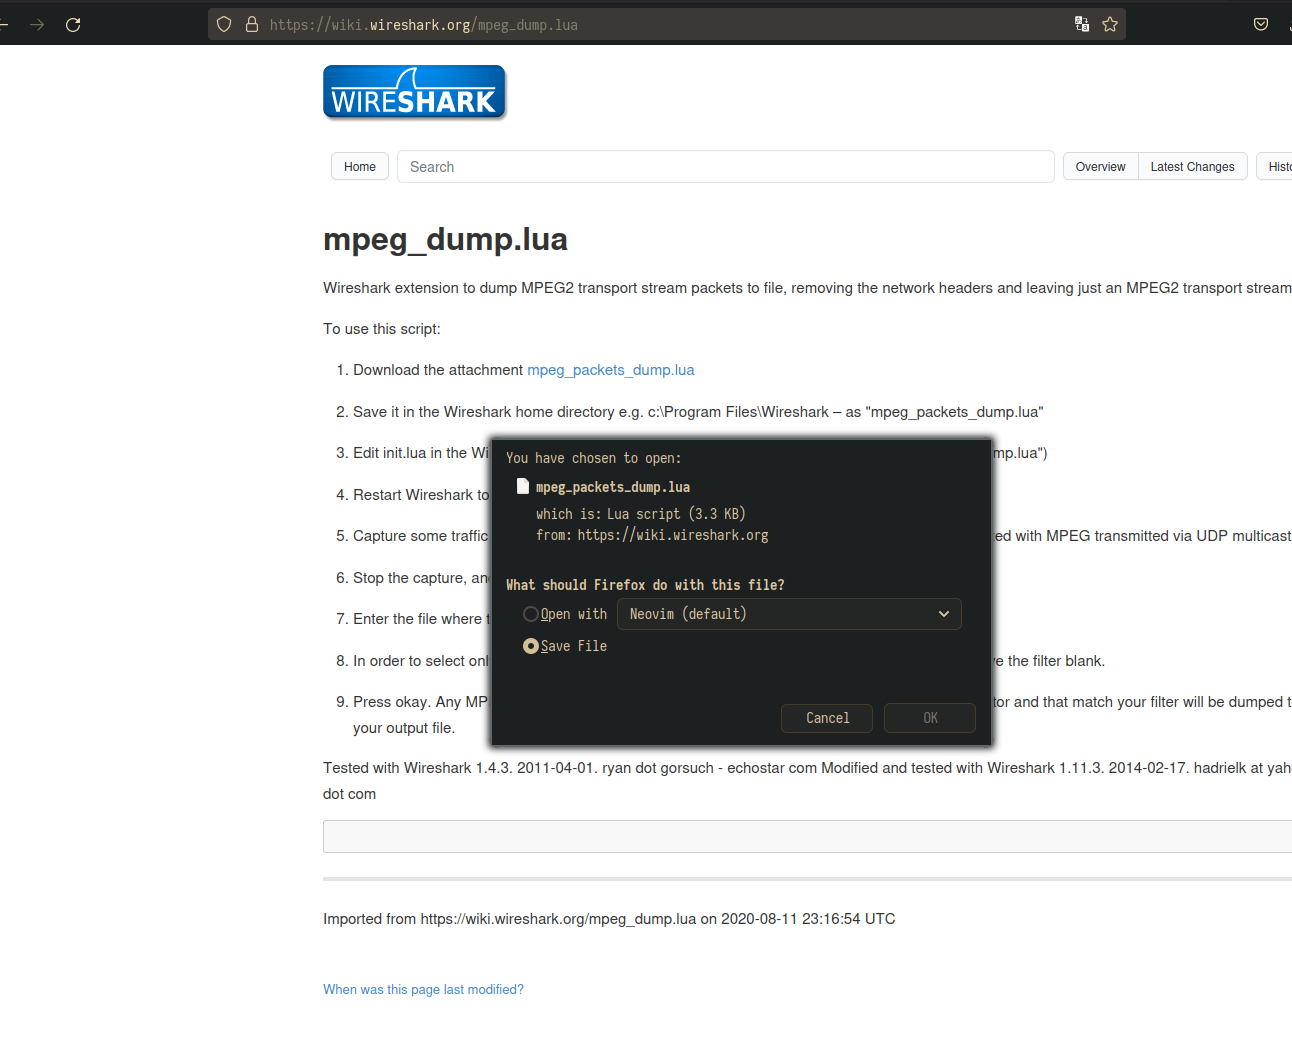 https://wiki.wireshark.org/mpeg_dump.lua
WIRESHARK
Home
Search
Overview
Latest Changes
mpeg_dump.lua
Wireshark extension to dump MPEG2 transport stream packets to file, removing the network headers and leaving just an MPEG2 transport stream
To use this script:
1. Download the attachment mpeg_packets_dump.lua
2. Save it in the Wireshark home directory e.g. c:\Program Files\Wireshark – as "mpeg_packets_dump.lua"
3. Edit init.lua in the Wi
mp.lua")
4. Restart Wireshark to
5. Capture some traffic
ed with MPEG transmitted via UDP multicast
6. Stop the capture, an
7. Enter the file where t
8. In order to select onl
e the filter blank.
9. Press okay. Any MP
tor and that match your filter will be dumped t
your output file.
You have chosen to open:
mpeg_packets_dump.lua
which is: Lua script (3.3 KB)
from: https://wiki.wireshark.org
What should Firefox do with this file?
Open with
Neovim (default)
Save File
Cancel
OK
Tested with Wireshark 1.4.3. 2011-04-01. ryan dot gorsuch - echostar com Modified and tested with Wireshark 1.11.3. 2014-02-17. hadrielk at yah
dot com
Imported from https://wiki.wireshark.org/mpeg_dump.lua on 2020-08-11 23:16:54 UTC
When was this page last modified?